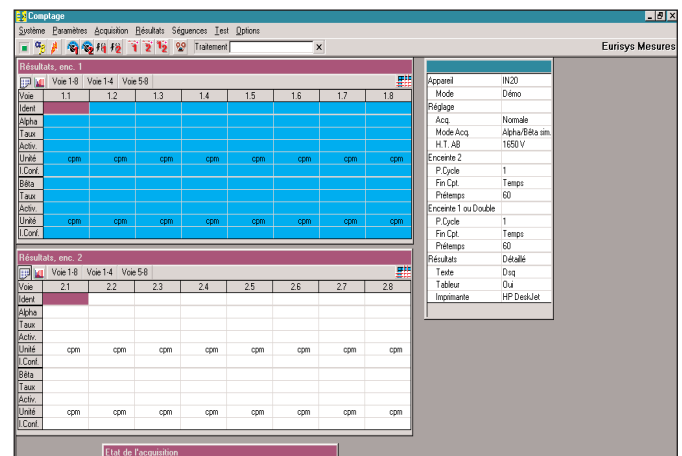 Comptage
Système Paramètres Acquisition Résultats Séquences Test Options
Traitement
Eurisys Mesures
Résultats, enc. 1
Voie 1-8 Voie 1-4 Voie 5-8
Voie 1.1 1.2 1.3 1.4 1.5 1.6 1.7 1.8
Ident
Alpha
Taux
Activ.
Unité cpm cpm cpm cpm cpm cpm cpm cpm
I.Conf.
Bêta
Taux
Activ.
Unité cpm cpm cpm cpm cpm cpm cpm cpm
I.Conf.
Résultats, enc. 2
Voie 1-8 Voie 1-4 Voie 5-8
Voie 2.1 2.2 2.3 2.4 2.5 2.6 2.7 2.8
Ident
Alpha
Taux
Activ.
Unité cpm cpm cpm cpm cpm cpm cpm cpm
I.Conf.
Bêta
Taux
Activ.
Unité cpm cpm cpm cpm cpm cpm cpm cpm
I.Conf.
Appareil IN20
Mode Démo
Réglage
Acq. Normale
Mode Acq. Alpha/Bêta sim.
H.T. AB 1650 V
Enceinte 2
P.Cycle 1
Fin Cpt. Temps
Prétemps 60
Enceinte 1 ou Double
P.Cycle 1
Fin Cpt. Temps
Prétemps 60
Résultats Détaillé
Texte Dsq
Tableur Oui
Imprimante HP DeskJet
Etat de l'acquisition